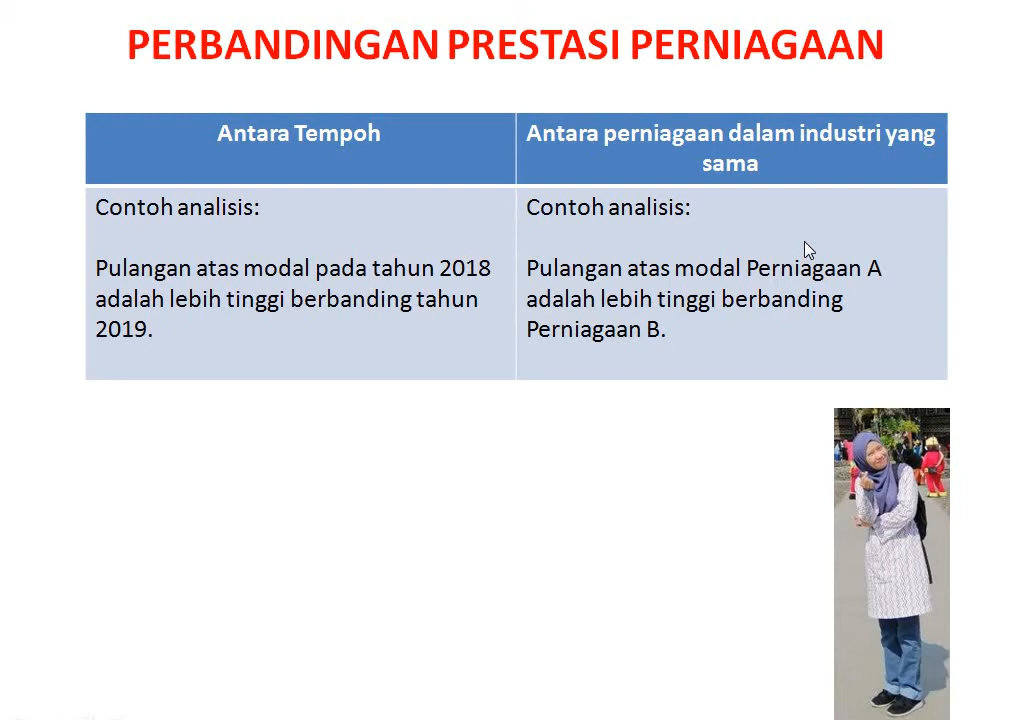 PERBANDINGAN PRESTASI PERNIAGAAN
Antara Tempoh
Antara perniagaan dalam industri yang
sama
Contoh analisis:
Pulangan atas modal pada tahun 2018
adalah lebih tinggi berbanding tahun
2019.
Contoh analisis:
Pulangan atas modal Perniagaan A
adalah lebih tinggi berbanding
Perniagaan B.